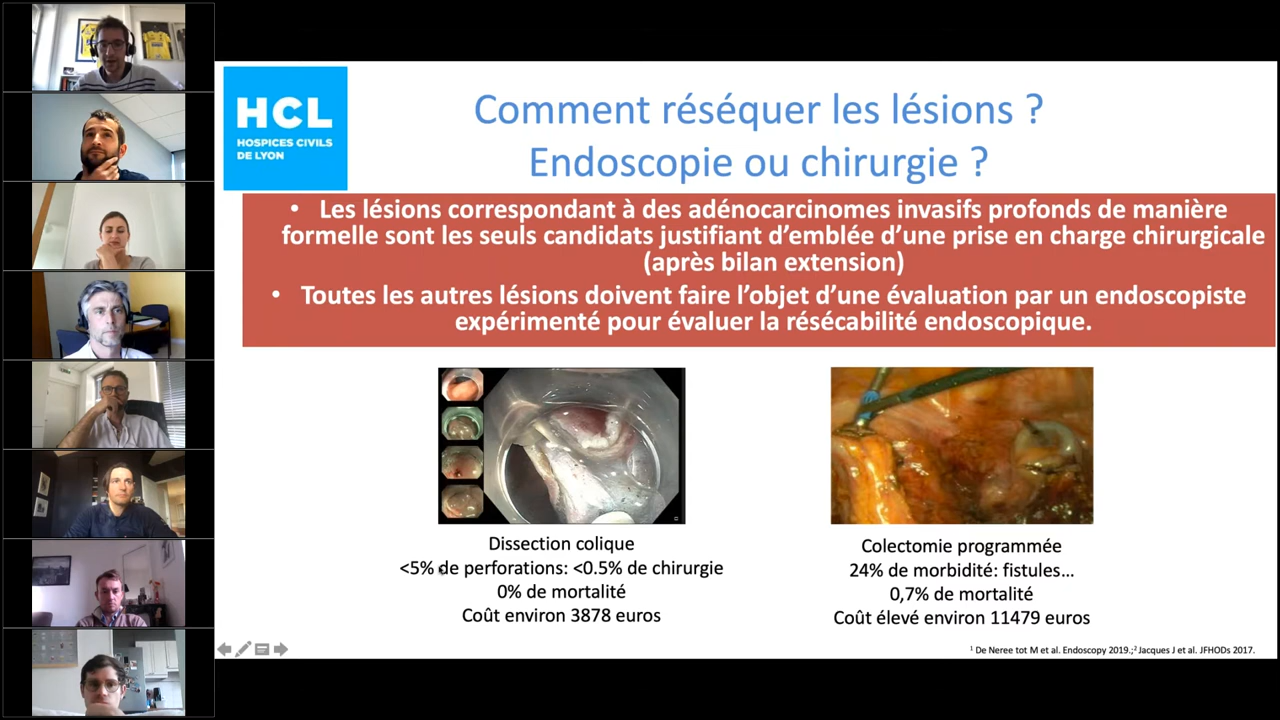 HCL
HOSPICES CIVILS
DE LYON
Comment réséquer les lésions ?
Endoscopie ou chirurgie ?
• Les lésions correspondant à des adénocarcinomes invasifs profonds de manière
formelle sont les seuls candidats justifiant d’emblée d’une prise en charge chirurgicale
(après bilan extension)
• Toutes les autres lésions doivent faire l’objet d’une évaluation par un endoscopiste
expérimenté pour évaluer la résécabilité endoscopique.
Dissection colique
<5% de perforations: <0.5% de chirurgie
0% de mortalité
Coût environ 3878 euros
Colectomie programmée
24% de morbidité: fistules...
0,7% de mortalité
Coût élevé environ 11479 euros
¹ De Neree tot M et al. Endoscopy 2019.;² Jacques J et al. JFHODs 2017.